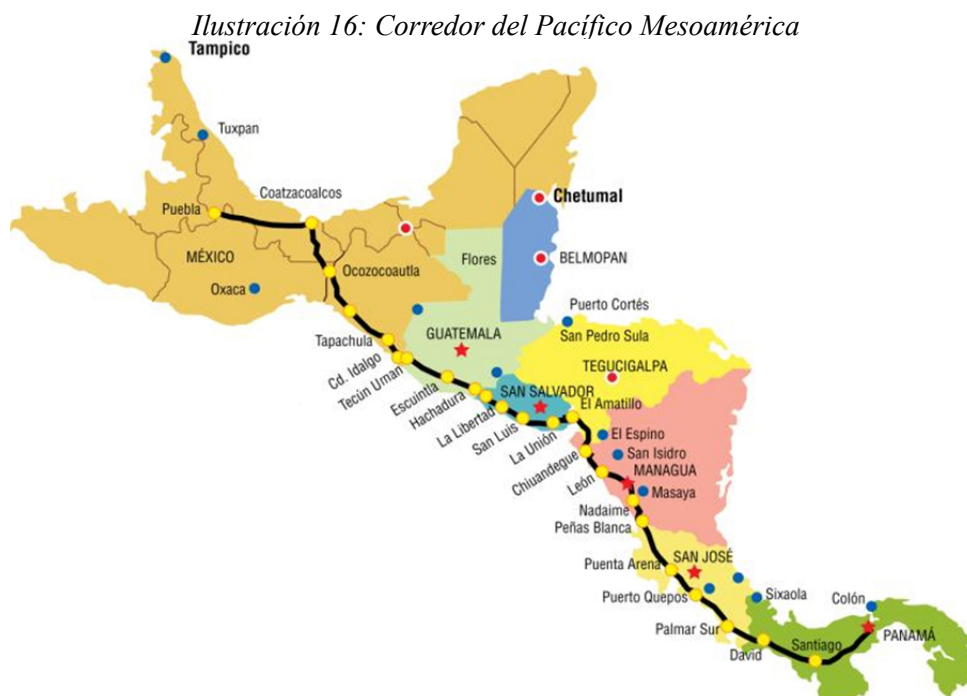 Ilustración 16: Corredor del Pacífico Mesoamérica
Tampico
Tuxpan
Coatzacoalcos
Chetumal
Puebla
MÉXICO
Flores
BELMOPAN
Ocozocoautla
Oxaca
Puerto Cortés
San Pedro Sula
GUATEMALA
Tapachula
Cd. Idalgo
Tecún Uman
TEGUCIGALPA
Escuintla
SAN SALVADOR
Hachadura
El Amatillo
La Libertad
San Luis
La Unión
El Espino
San Isidro
Chiuandegue
MANAGUA
León
Masaya
Nadaime
Peñas Blanca
SAN JOSÉ
Puenta Arena
Puerto Quepos
Sixaola
Colón
Palmar Sur
PANAMÁ
Santiago
David